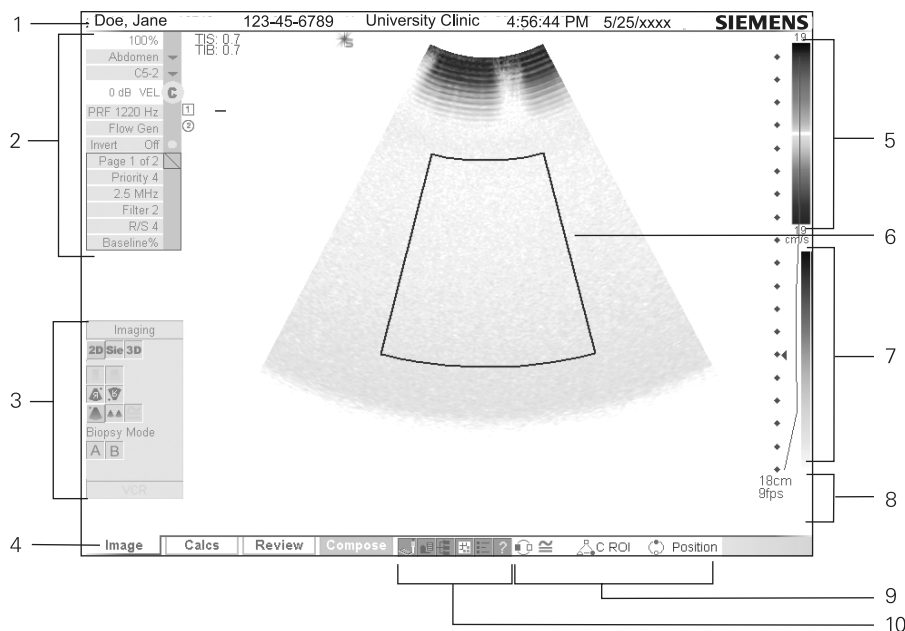 1
Doe, Jane 123-45-6789 University Clinic 4:56:44 PM 5/25/xxxx SIEMENS
2
100%
Abdomen
C5-2
0 dB VEL C
PRF 1220 Hz 1
Flow Gen 2
Invert Off
Page 1 of 2
Priority 4
2.5 MHz
Filter 2
R/S 4
Baseline%
TIS: 0.7
TIB: 0.7
S
19
5
19
cm/s
6
7
3
Imaging
2D Sie 3D
Biopsy Mode
A B
VCR
18cm
9fps
8
4
Image Calcs Review Compose ? C ROI Position
9
10